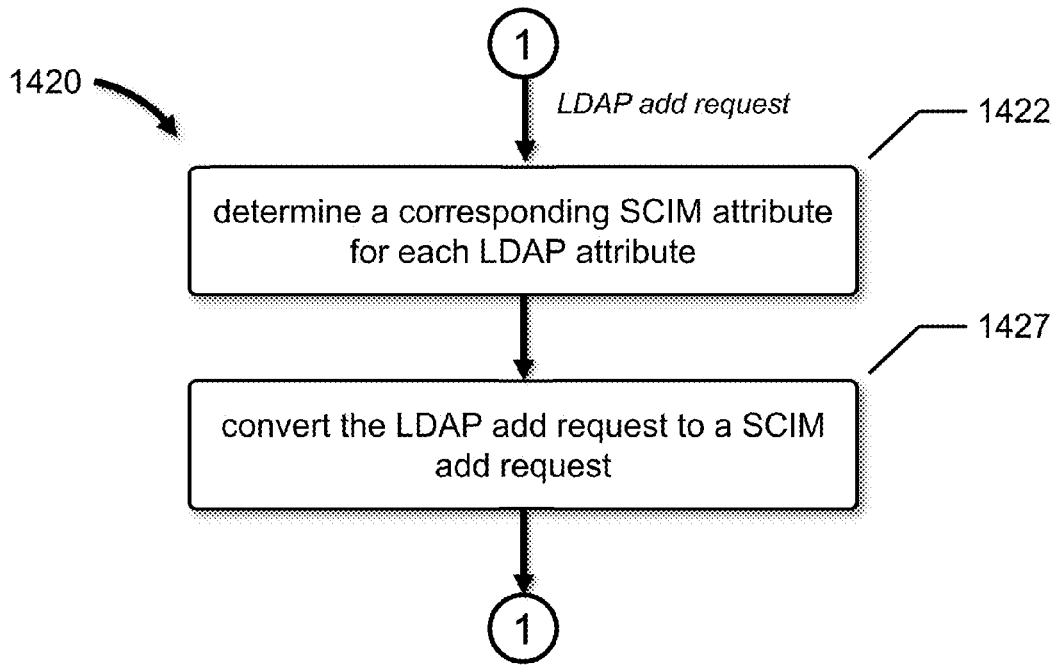 1
1420
LDAP add request
1422
determine a corresponding SCIM attribute
for each LDAP attribute
1427
convert the LDAP add request to a SCIM
add request
1